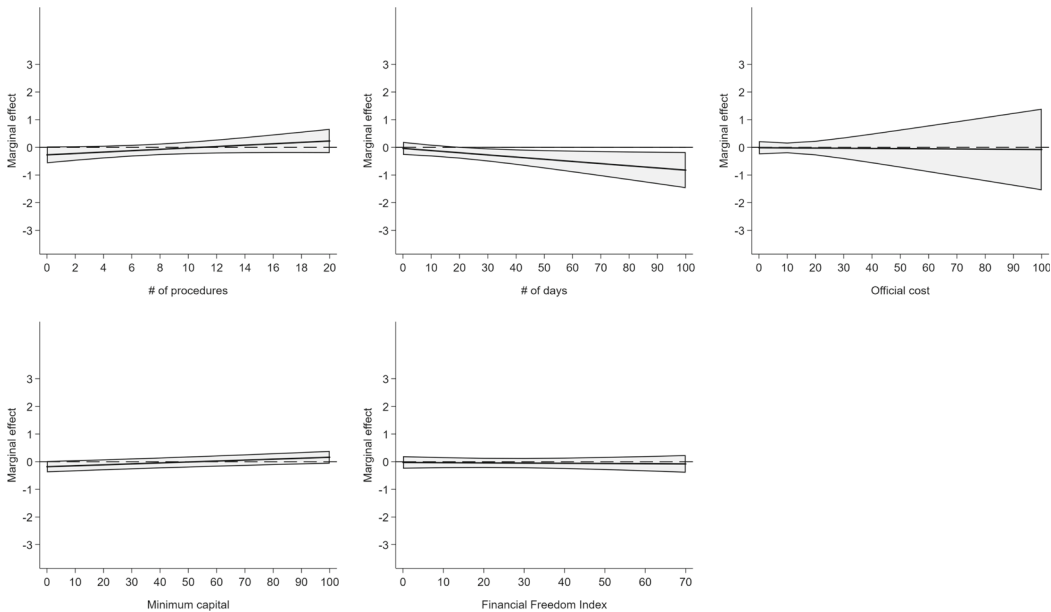 Marginal effect
3
2
1
0
-1
-2
-3
0 2 4 6 8 10 12 14 16 18 20
# of procedures
Marginal effect
3
2
1
0
-1
-2
-3
0 10 20 30 40 50 60 70 80 90 100
# of days
Marginal effect
3
2
1
0
-1
-2
-3
0 10 20 30 40 50 60 70 80 90 100
Official cost
Marginal effect
3
2
1
0
-1
-2
-3
0 10 20 30 40 50 60 70 80 90 100
Minimum capital
Marginal effect
3
2
1
0
-1
-2
-3
0 10 20 30 40 50 60 70
Financial Freedom Index